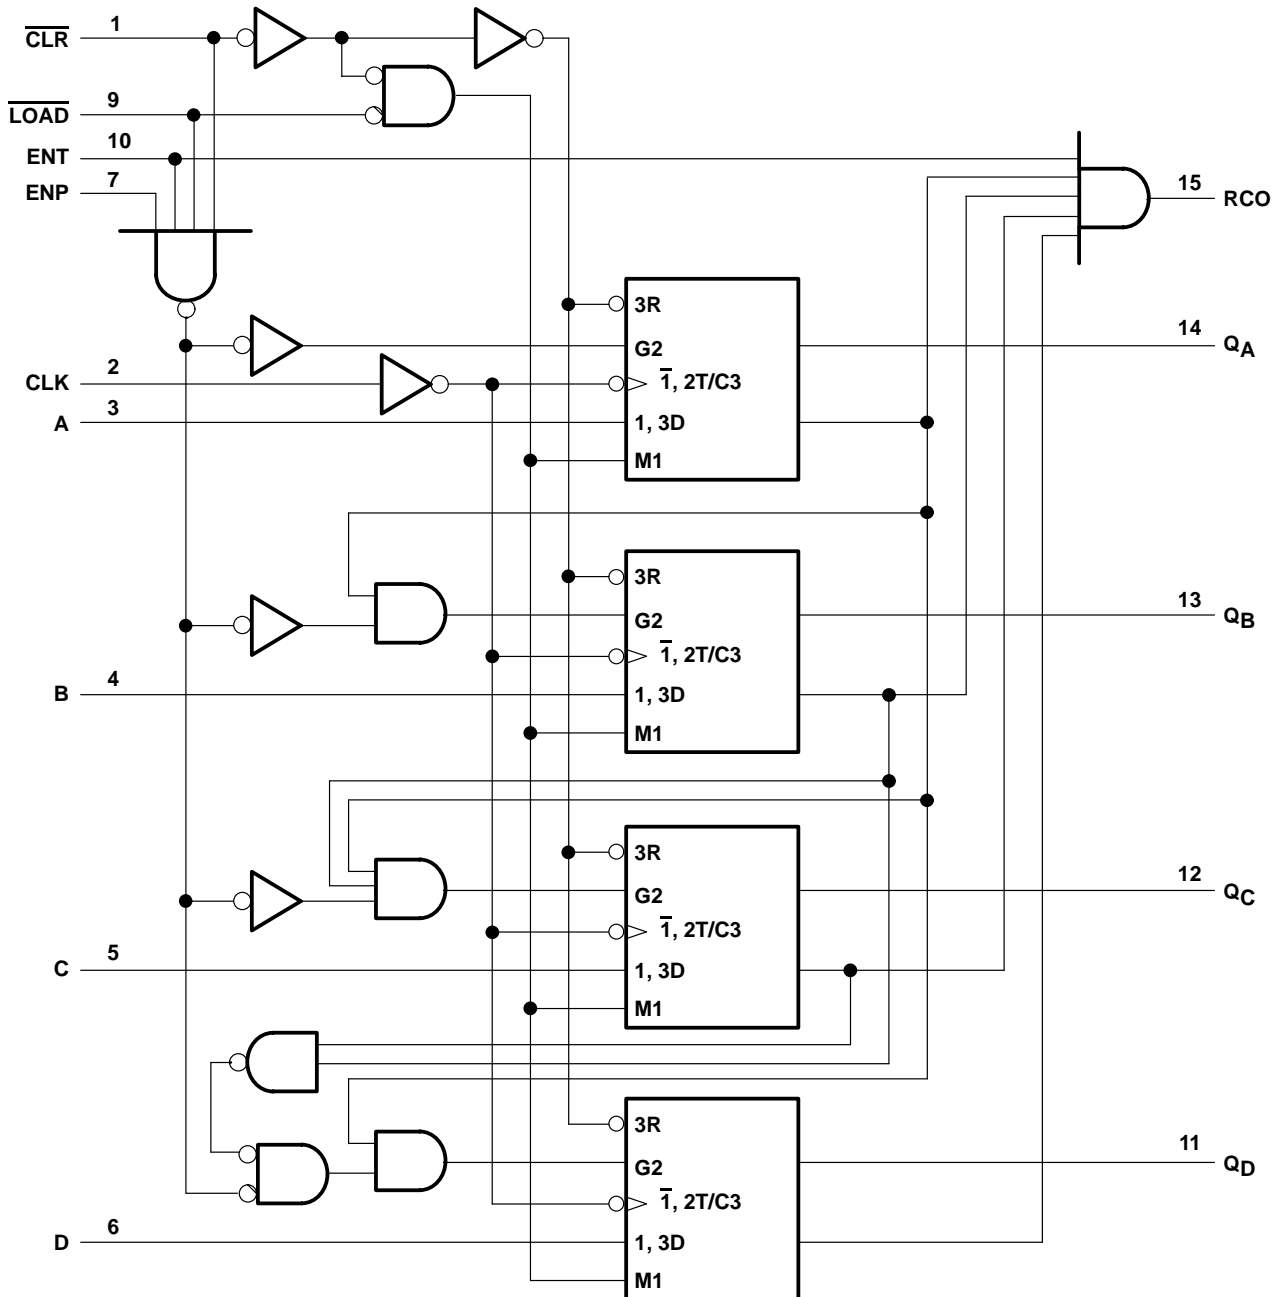 C̅L̅R̅ 1
L̅O̅A̅D̅ 9
ENT 10
ENP 7
15 RCO
3R
G2
1̅, 2T/C3
1, 3D
M1
14 QA
CLK 2
A 3
3R
G2
1̅, 2T/C3
1, 3D
M1
13 QB
B 4
3R
G2
1̅, 2T/C3
1, 3D
M1
12 QC
C 5
3R
G2
1̅, 2T/C3
1, 3D
M1
11 QD
D 6